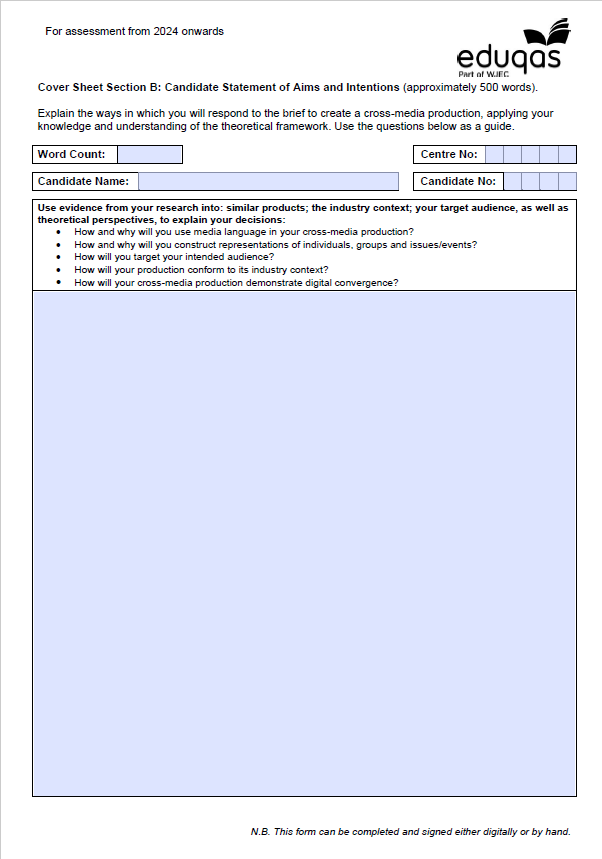 For assessment from 2024 onwards
eduqas
Part of WJEC
Cover Sheet Section B: Candidate Statement of Aims and Intentions (approximately 500 words).
Explain the ways in which you will respond to the brief to create a cross-media production, applying your
knowledge and understanding of the theoretical framework. Use the questions below as a guide.
Word Count:
Centre No:
Candidate Name:
Candidate No:
Use evidence from your research into: similar products; the industry context; your target audience, as well as
theoretical perspectives, to explain your decisions:
• How and why will you use media language in your cross-media production?
• How and why will you construct representations of individuals, groups and issues/events?
• How will you target your intended audience?
• How will your production conform to its industry context?
• How will your cross-media production demonstrate digital convergence?
N.B. This form can be completed and signed either digitally or by hand.